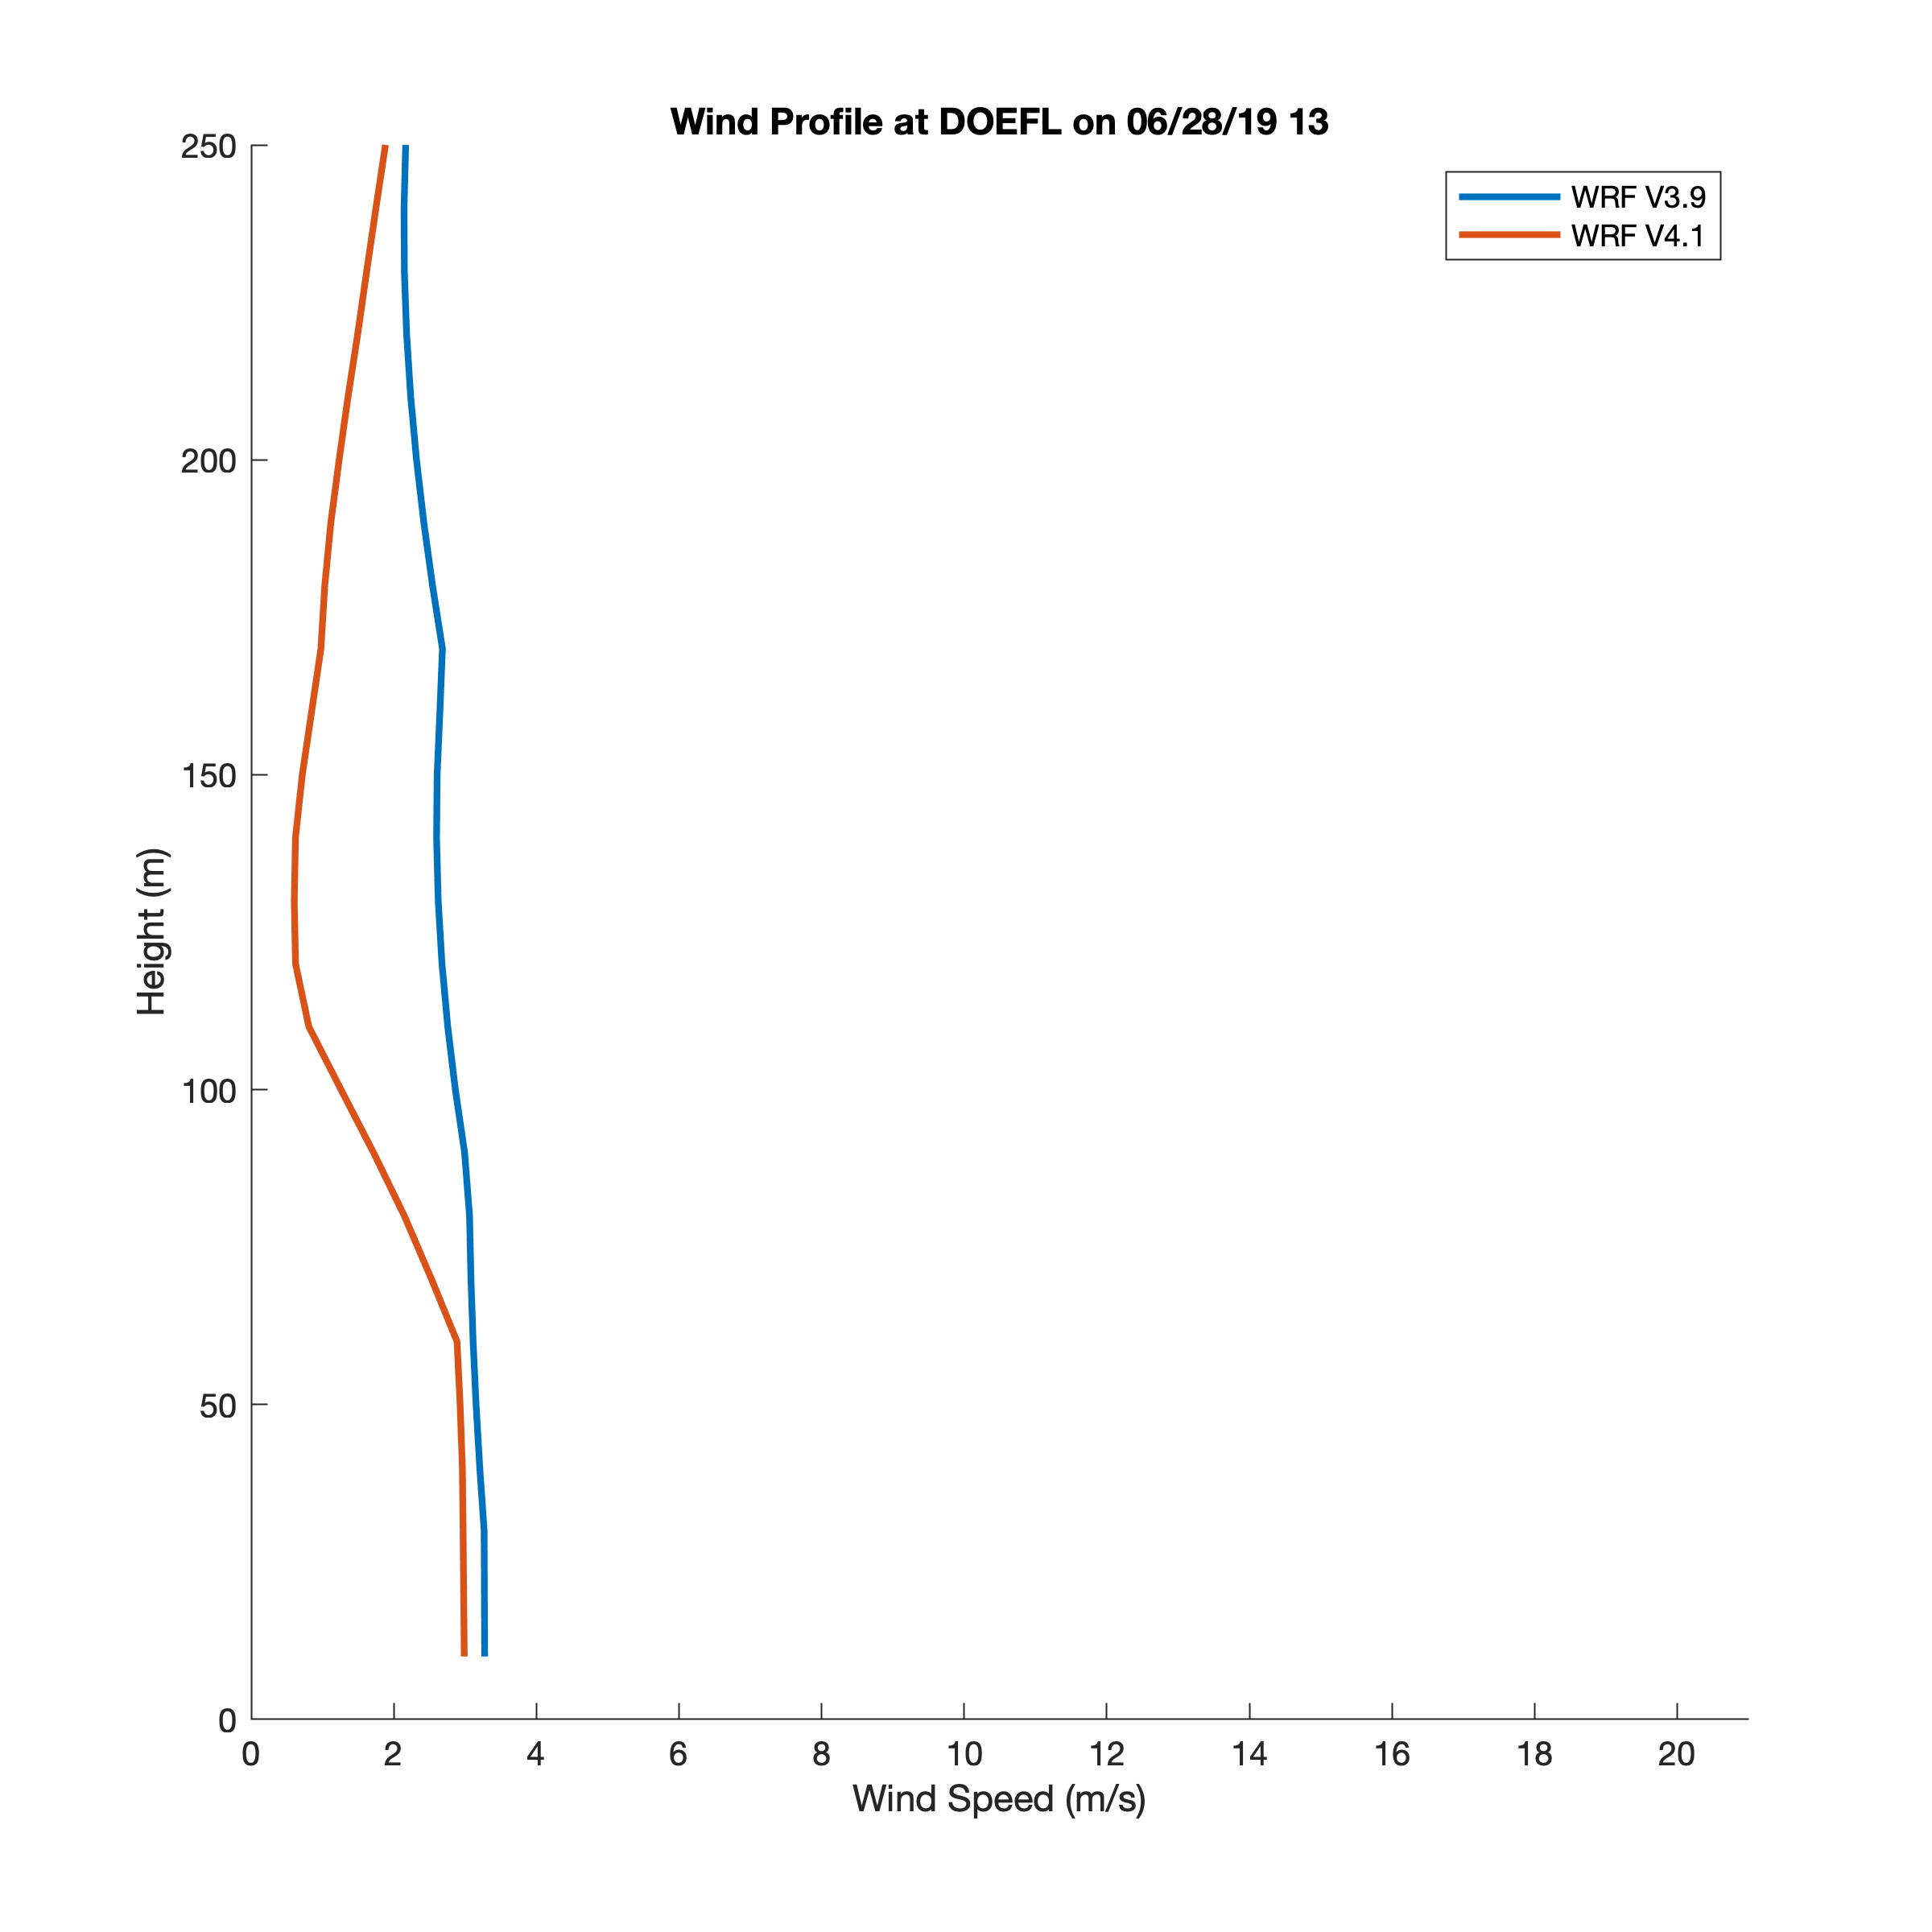 Wind Profile at DOEFL on 06/28/19 13
WRF V3.9
WRF V4.1
250
200
150
100
50
0
Height (m)
0 2 4 6 8 10 12 14 16 18 20
Wind Speed (m/s)